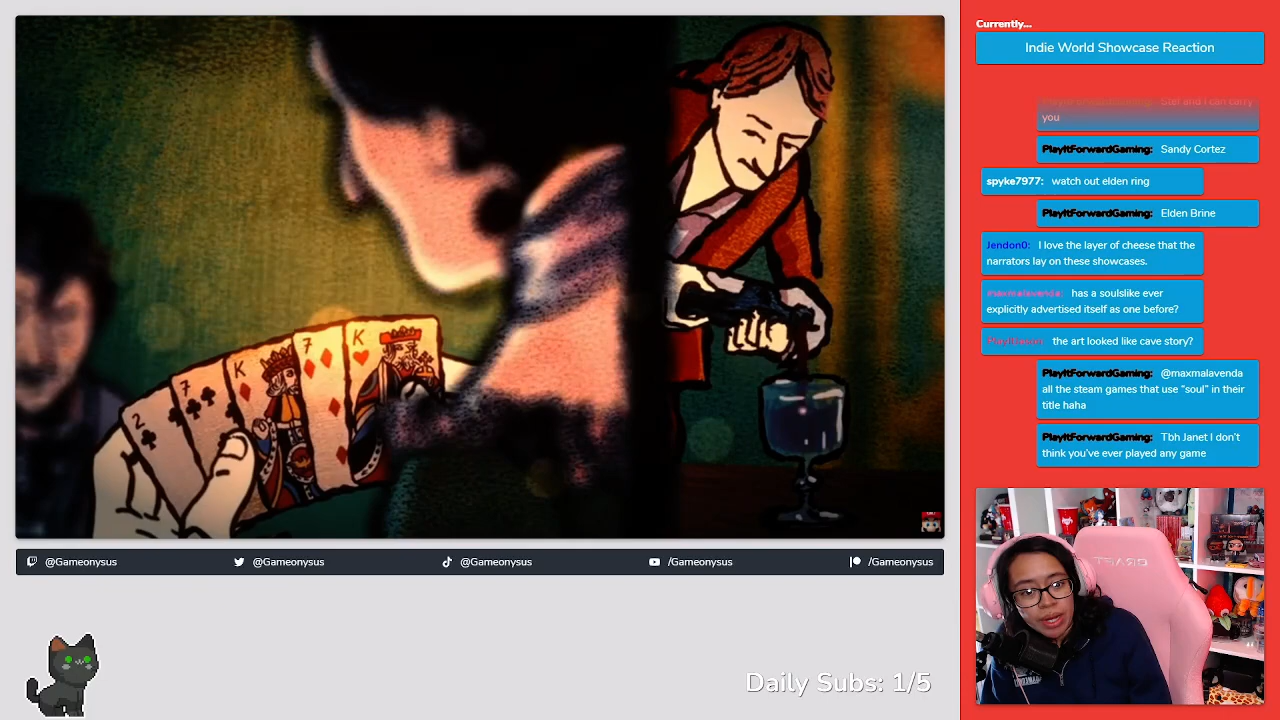 Currently...
Indie World Showcase Reaction
Stef and I can carry
you
PlayItForwardGaming: Sandy Cortez
spyke7977: watch out elden ring
PlayItForwardGaming: Elden Brine
Jendon0: I love the layer of cheese that the
narrators lay on these showcases.
maxmalavenda: has a soulslike ever
explicitly advertised itself as one before?
the art looked like cave story?
PlayItForwardGaming: @maxmalavenda
all the steam games that use “soul” in their
title haha
PlayItForwardGaming: Tbh Janet I don’t
think you’ve ever played any game
2
7
K
7
K
@Gameonysus
@Gameonysus
@Gameonysus
/Gameonysus
/Gameonysus
Daily Subs: 1/5